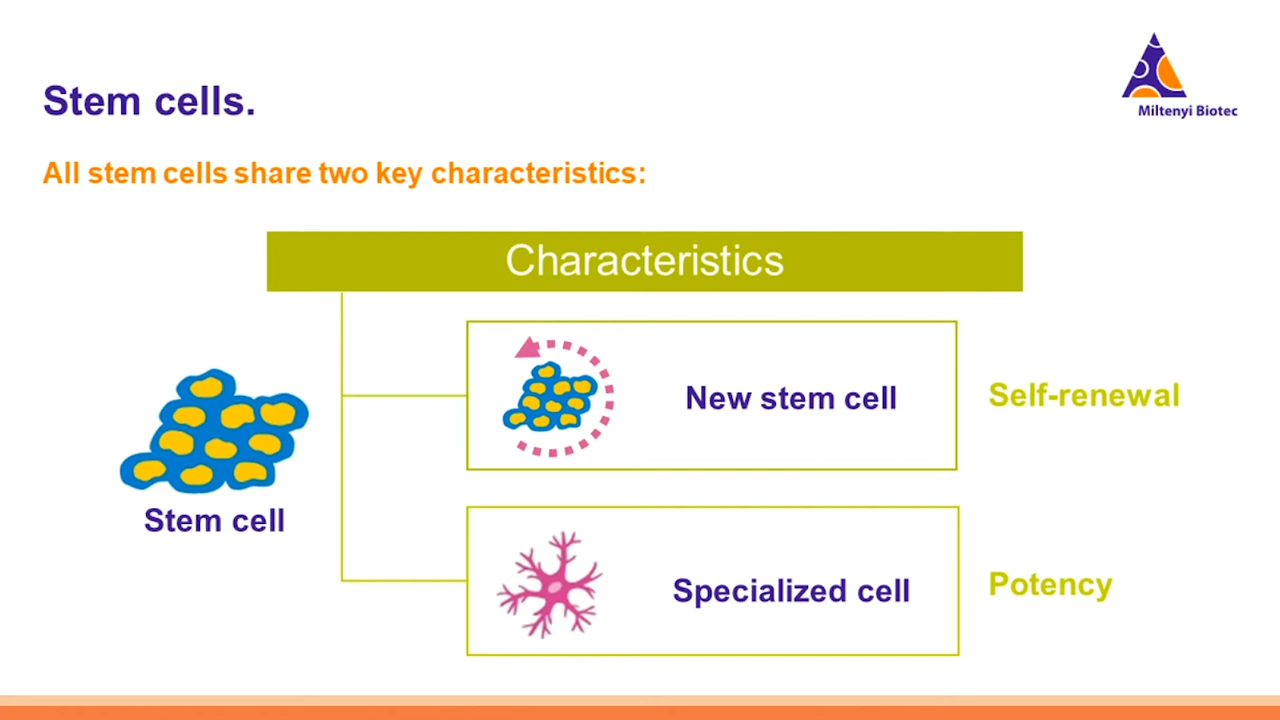 Miltenyi Biotec
Stem cells.
All stem cells share two key characteristics:
Characteristics
New stem cell
Self-renewal
Stem cell
Specialized cell
Potency